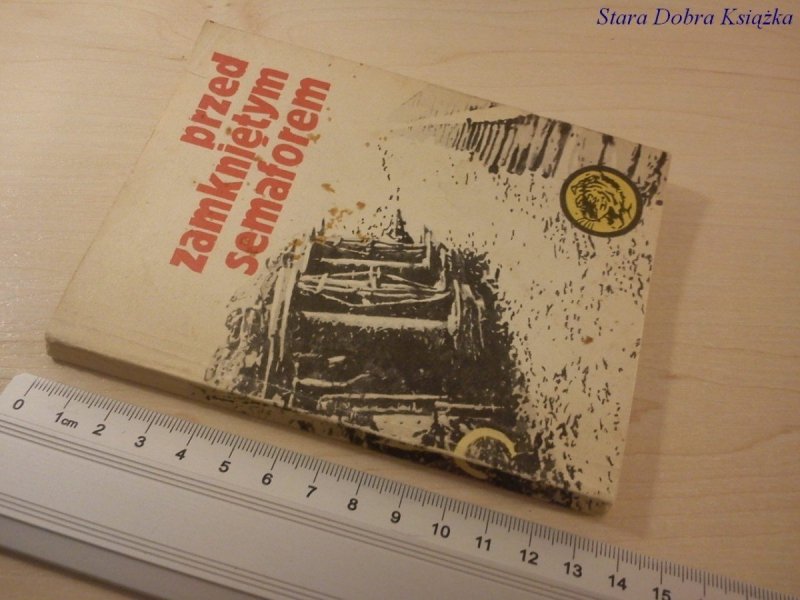 Stara Dobra Książka
przed
zamkniętym
semaforem
0 1cm 2 3 4 5 6 7 8 9 10 11 12 13 14 15